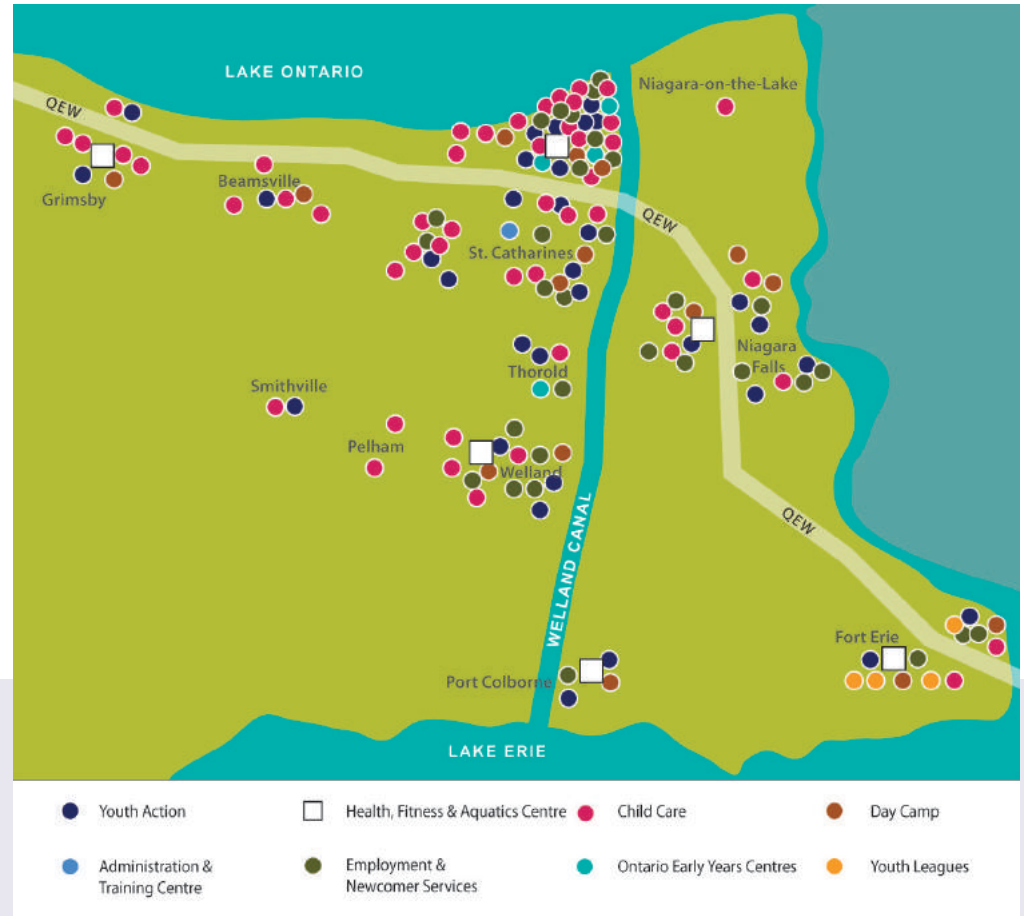 LAKE ONTARIO
Niagara-on-the-Lake
QEW
Grimsby
Beamsville
QEW
St. Catharines
Niagara
Falls
Thorold
Smithville
Pelham
Welland
WELLAND CANAL
QEW
Fort Erie
Port Colborne
LAKE ERIE
Youth Action
Health, Fitness & Aquatics Centre
Child Care
Day Camp
Administration &
Training Centre
Employment &
Newcomer Services
Ontario Early Years Centres
Youth Leagues